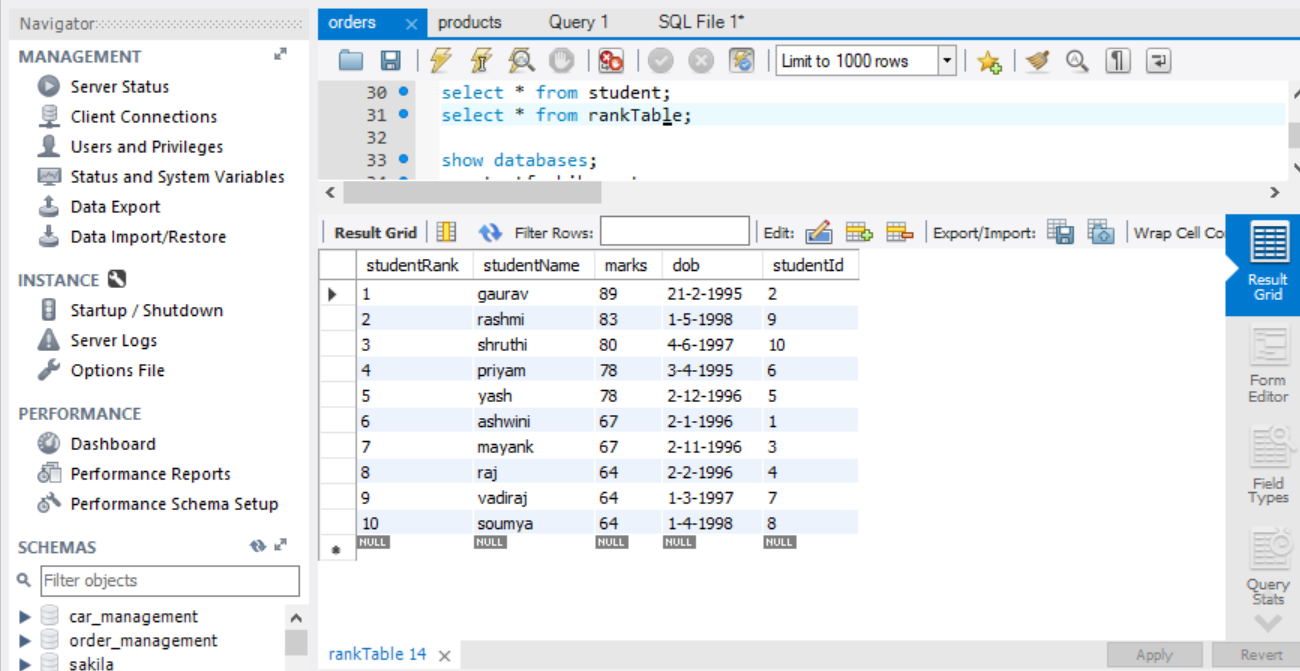 Navigator
MANAGEMENT
Server Status
Client Connections
Users and Privileges
Status and System Variables
Data Export
Data Import/Restore
INSTANCE
Startup / Shutdown
Server Logs
Options File
PERFORMANCE
Dashboard
Performance Reports
Performance Schema Setup
SCHEMAS
Filter objects
car_management
order_management
sakila
orders products Query 1 SQL File 1*
Limit to 1000 rows
30 select * from student;
31 select * from rankTable;
32
33 show databases;
Result Grid Filter Rows: Edit: Export/Import: Wrap Cell Co
studentRank studentName marks dob studentId
1 gaurav 89 21-2-1995 2
2 rashmi 83 1-5-1998 9
3 shruthi 80 4-6-1997 10
4 priyam 78 3-4-1995 6
5 yash 78 2-12-1996 5
6 ashwini 67 2-1-1996 1
7 mayank 67 2-11-1996 3
8 raj 64 2-2-1996 4
9 vadiraj 64 1-3-1997 7
10 soumya 64 1-4-1998 8
NULL NULL NULL NULL NULL
Result
Grid
Form
Editor
Field
Types
Query
Stats
rankTable 14
Apply Revert